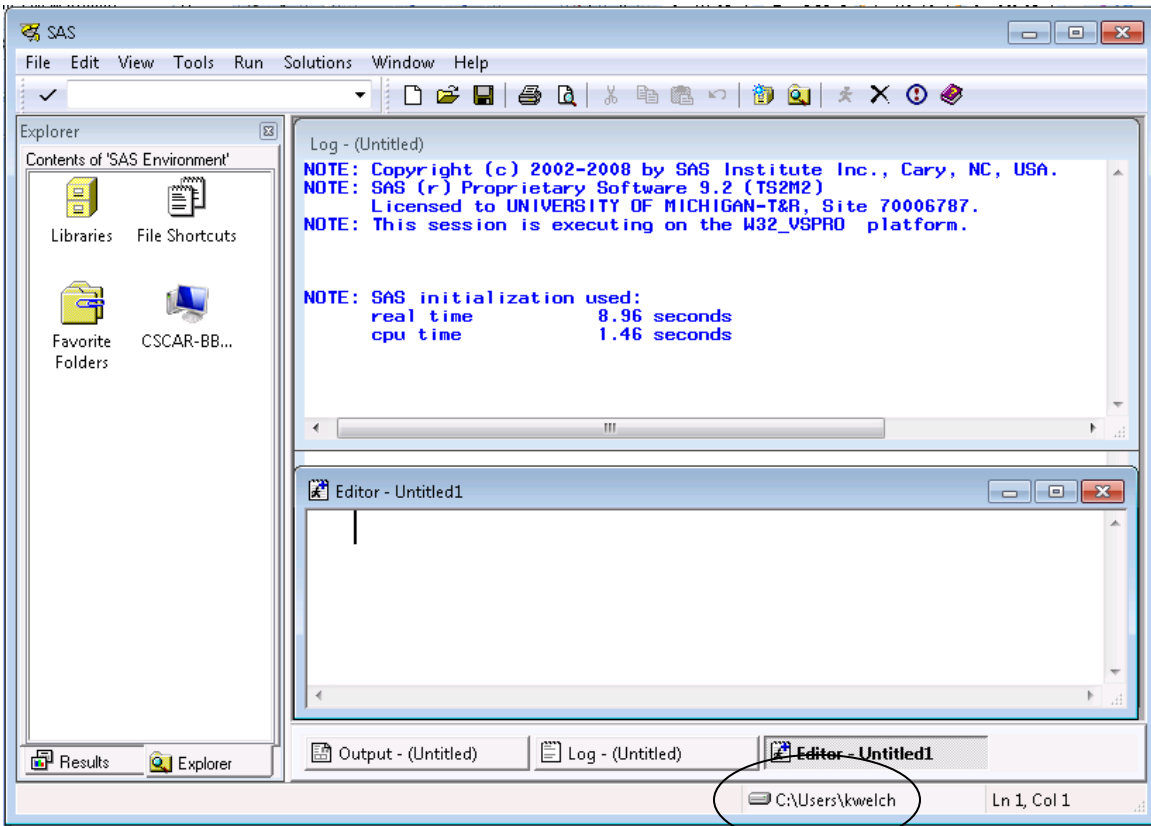 SAS
File Edit View Tools Run Solutions Window Help
Explorer
Contents of 'SAS Environment'
Libraries
File Shortcuts
Favorite Folders
CSCAR-BB...
Log - (Untitled)
NOTE: Copyright (c) 2002-2008 by SAS Institute Inc., Cary, NC, USA.
NOTE: SAS (r) Proprietary Software 9.2 (TS2M2)
Licensed to UNIVERSITY OF MICHIGAN-T&R, Site 70006787.
NOTE: This session is executing on the W32_VSPRO platform.
NOTE: SAS initialization used:
real time 8.96 seconds
cpu time 1.46 seconds
Editor - Untitled1
Results
Explorer
Output - (Untitled)
Log - (Untitled)
Editor - Untitled1
C:\Users\kwelch
Ln 1, Col 1